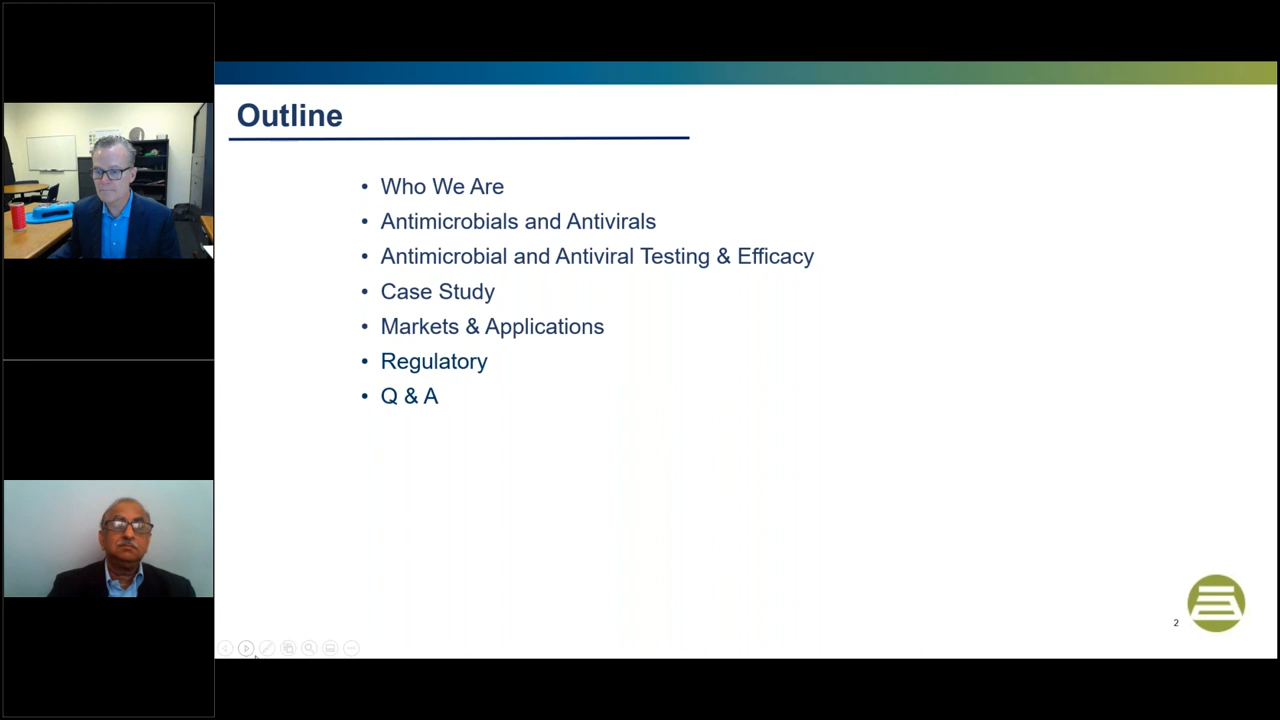 Outline
• Who We Are
• Antimicrobials and Antivirals
• Antimicrobial and Antiviral Testing & Efficacy
• Case Study
• Markets & Applications
• Regulatory
• Q & A
2